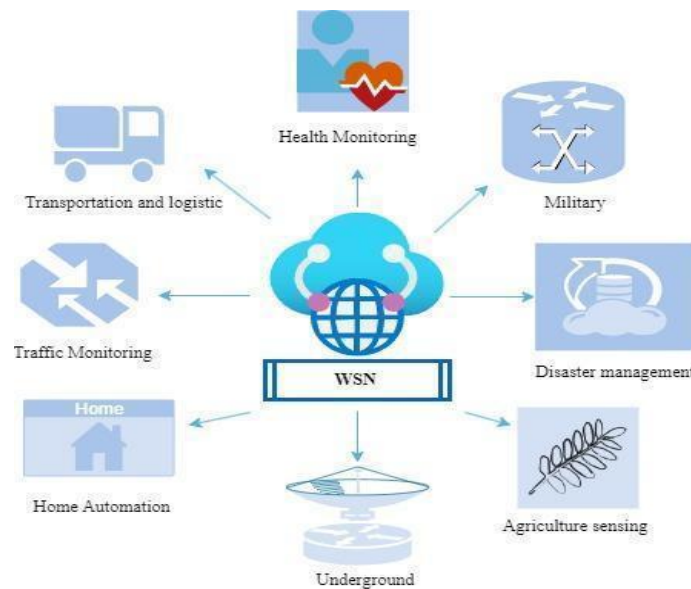 Health Monitoring
Transportation and logistic
Military
Traffic Monitoring
WSN
Disaster management
Home
Home Automation
Agriculture sensing
Underground